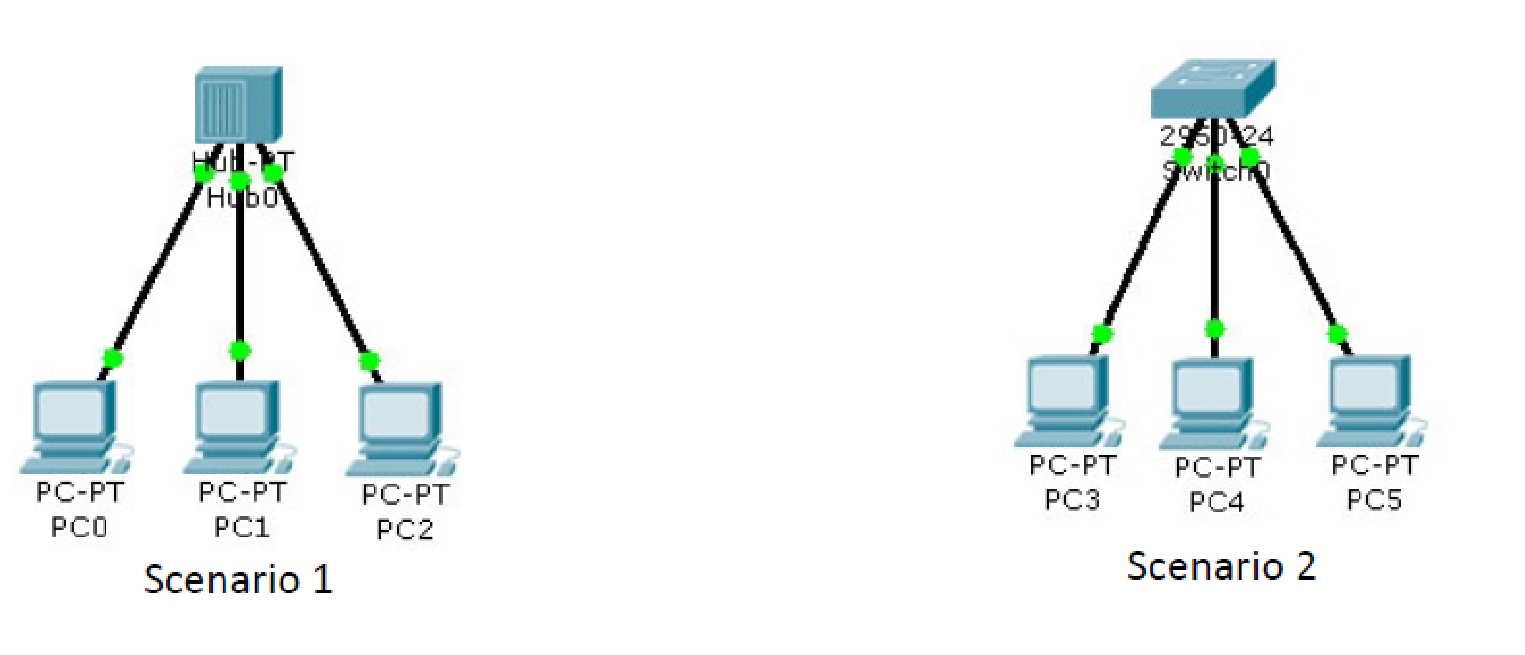 Hub-PT
Hub0
PC-PT
PC0
PC-PT
PC1
PC-PT
PC2
Scenario 1
2950-24
Switch0
PC-PT
PC3
PC-PT
PC4
PC-PT
PC5
Scenario 2